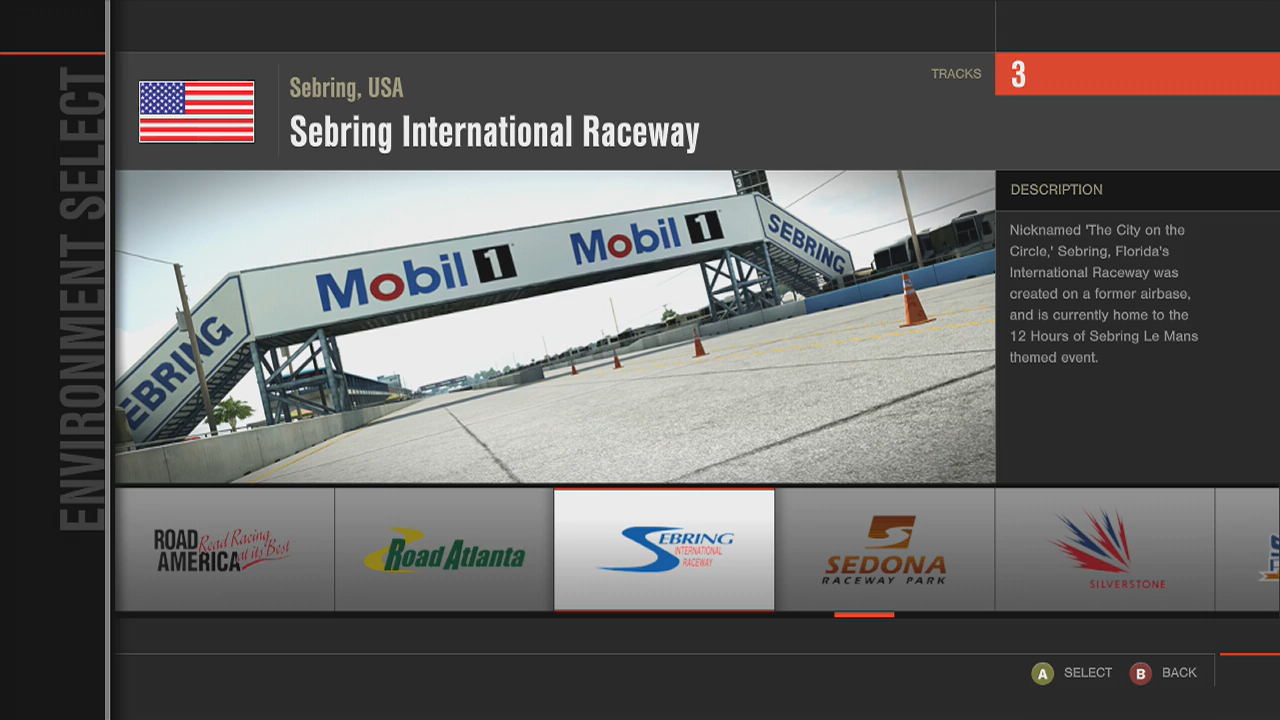 ENVIRONMENT SELECT
Sebring, USA
Sebring International Raceway
TRACKS
3
Mobil 1
Mobil 1
SEBRING
EBRING
3
DESCRIPTION
Nicknamed 'The City on the
Circle,' Sebring, Florida's
International Raceway was
created on a former airbase,
and is currently home to the
12 Hours of Sebring Le Mans
themed event.
ROAD
AMERICA
Road Racing
at its Best
Road Atlanta
SEBRING
INTERNATIONAL
RACEWAY
SEDONA
RACEWAY PARK
SILVERSTONE
A SELECT B BACK